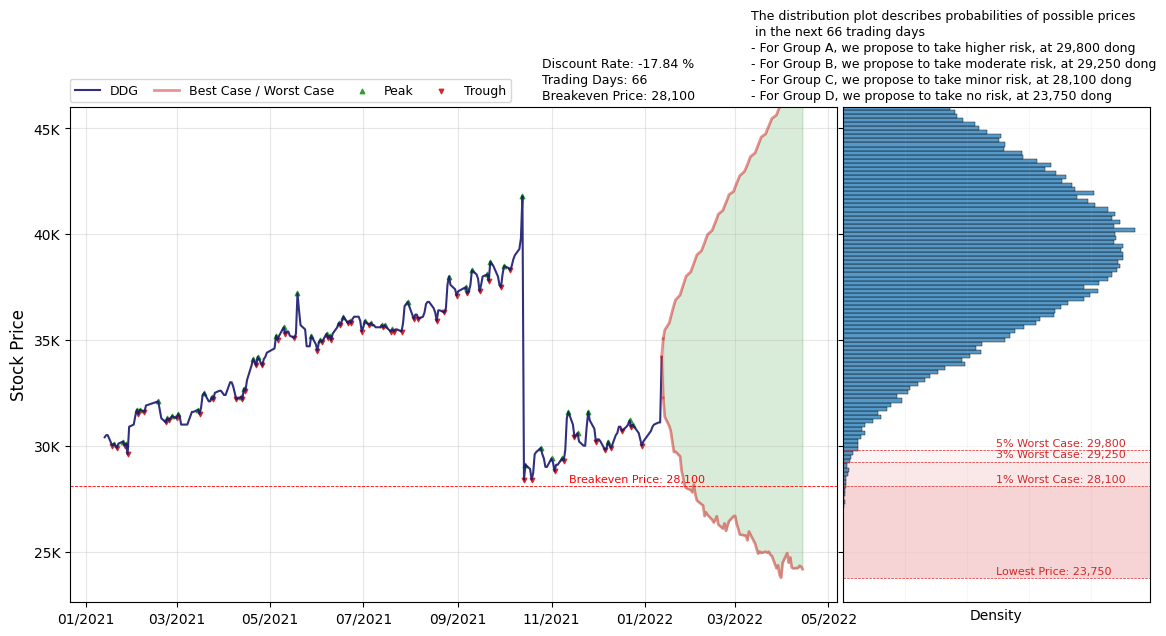 The distribution plot describes probabilities of possible prices
in the next 66 trading days
- For Group A, we propose to take higher risk, at 29,800 dong
- For Group B, we propose to take moderate risk, at 29,250 dong
- For Group C, we propose to take minor risk, at 28,100 dong
- For Group D, we propose to take no risk, at 23,750 dong
Discount Rate: -17.84 %
Trading Days: 66
Breakeven Price: 28,100
DDG
Best Case / Worst Case
Peak
Trough
Stock Price
45K
40K
35K
30K
25K
Breakeven Price: 28,100
01/2021
03/2021
05/2021
07/2021
09/2021
11/2021
01/2022
03/2022
05/2022
5% Worst Case: 29,800
3% Worst Case: 29,250
1% Worst Case: 28,100
Lowest Price: 23,750
Density